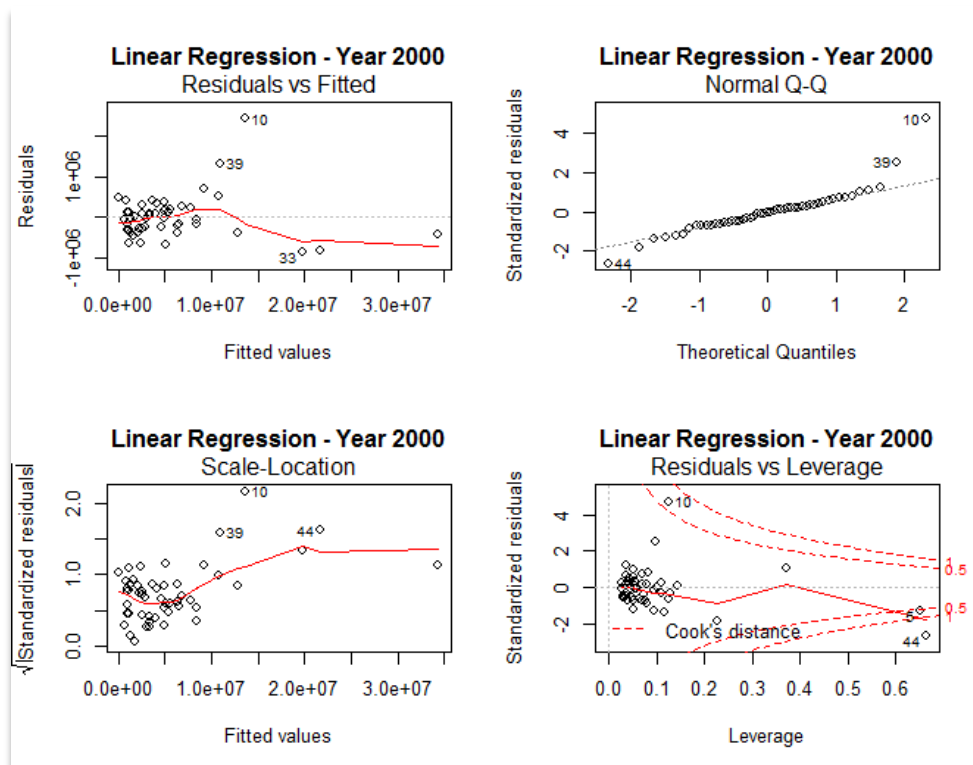 Linear Regression - Year 2000
Residuals vs Fitted
Residuals
1e+06
-1e+06
10
39
33
0.0e+00 1.0e+07 2.0e+07 3.0e+07
Fitted values
Linear Regression - Year 2000
Normal Q-Q
Standardized residuals
4
2
0
-2
10
39
44
-2 -1 0 1 2
Theoretical Quantiles
Linear Regression - Year 2000
Scale-Location
√|Standardized residuals|
2.0
1.0
0.0
10
39
44
0.0e+00 1.0e+07 2.0e+07 3.0e+07
Fitted values
Linear Regression - Year 2000
Residuals vs Leverage
Standardized residuals
4
2
0
-2
10
1
0.5
0.5
1
44
Cook's distance
0.0 0.1 0.2 0.3 0.4 0.5 0.6
Leverage